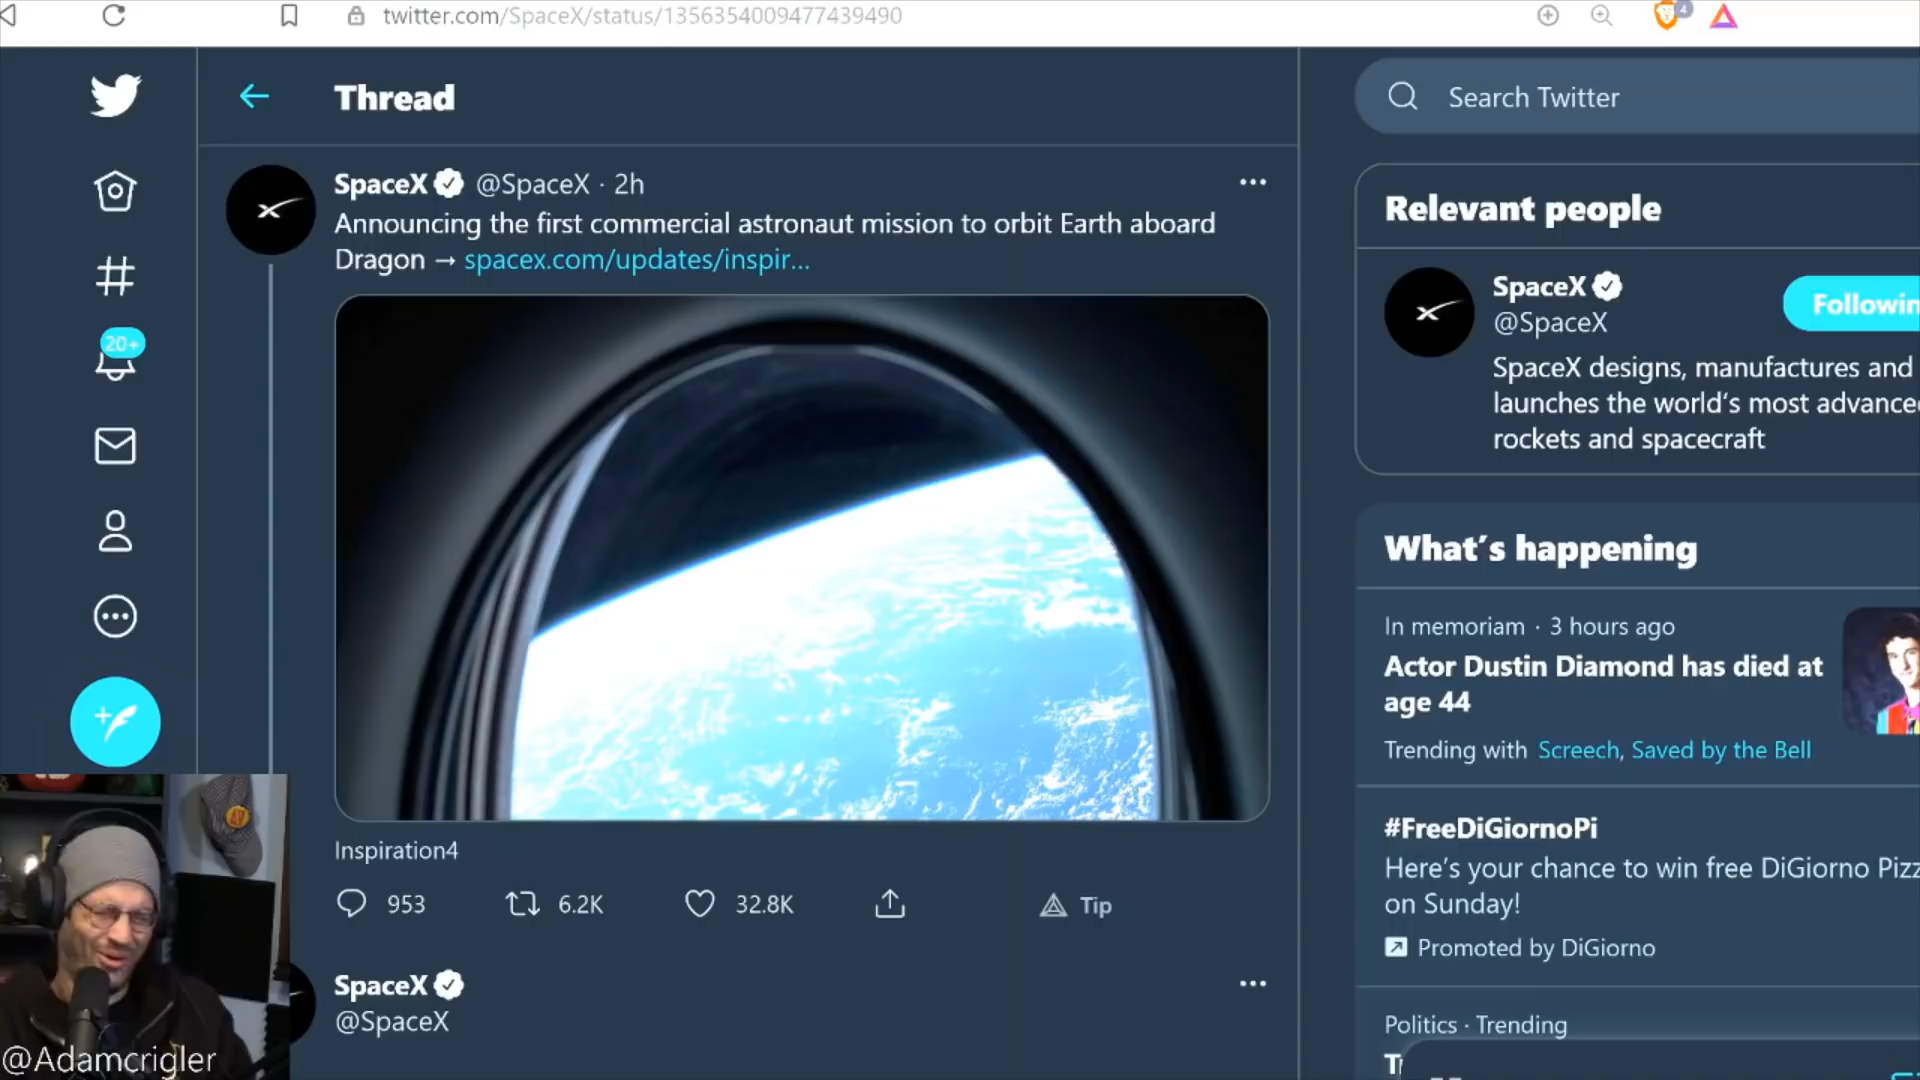 twitter.com/SpaceX/status/1356354009477439490
4
Thread
Search Twitter
20+
SpaceX @SpaceX · 2h
Announcing the first commercial astronaut mission to orbit Earth aboard
Dragon → spacex.com/updates/inspir...
Inspiration4
953
6.2K
32.8K
Tip
SpaceX
@SpaceX
Relevant people
SpaceX
@SpaceX
Followin
SpaceX designs, manufactures and
launches the world's most advance
rockets and spacecraft
What's happening
In memoriam · 3 hours ago
Actor Dustin Diamond has died at
age 44
Trending with Screech, Saved by the Bell
#FreeDiGiornoPi
Here's your chance to win free DiGiorno Pizz
on Sunday!
Promoted by DiGiorno
Politics · Trending
@Adamcrigler